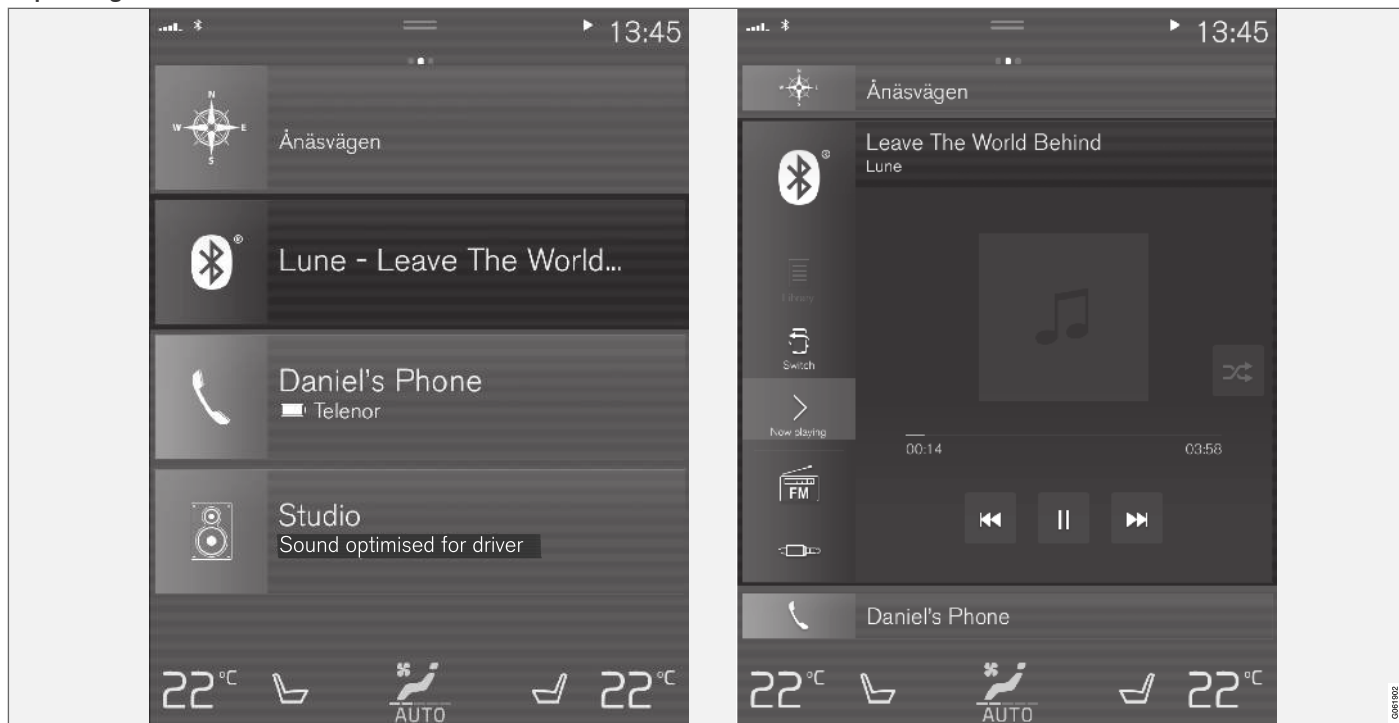 13:45
N
W E
S
Ånäsvägen
®
Lune - Leave The World...
Daniel's Phone
Telenor
Studio
Sound optimised for driver
22°C
AUTO
22°C
13:45
Ånäsvägen
®
Leave The World Behind
Lune
Library
Switch
Now playing
00:14
03:58
FM
Daniel's Phone
22°C
AUTO
22°C
G061902